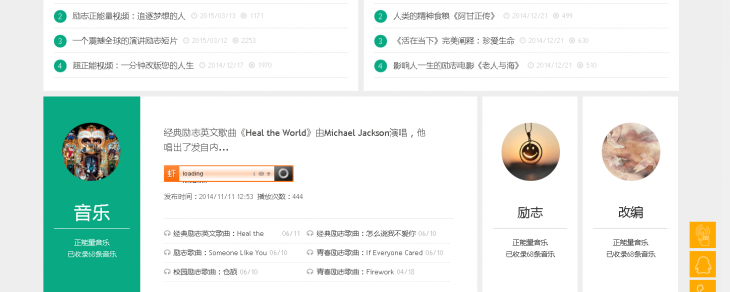 2 励志正能量视频：追逐梦想的人 2015/03/13 1171
3 一个震撼全球的演讲励志短片 2015/03/12 2253
4 超正能量视频：一分钟改版您的人生 2014/12/17 1970
2 人类的精神食粮《阿甘正传》 2014/12/21 499
3 《活在当下》完美阐释：珍爱生命 2014/12/21 630
4 影响人一生的励志电影《老人与海》 2014/12/21 510
音乐
正能量音乐
已收录68条音乐
经典励志英文歌曲《Heal the World》由Michael Jackson演唱，他
唱出了发自内...
虾 loading
发布时间：2014/11/11 12:53 播放次数：444
经典励志英文歌曲：Heal the 06/11 经典励志歌曲：怎么说我不爱你 06/10
励志歌曲：Someone Like You 06/10 青春励志歌曲：If Everyone Cared 06/10
校园励志歌曲：仓颉 06/10 青春励志歌曲：Firework 04/18
励志
正能量音乐
已收录68条音乐
改编
正能量音乐
已收录68条音乐